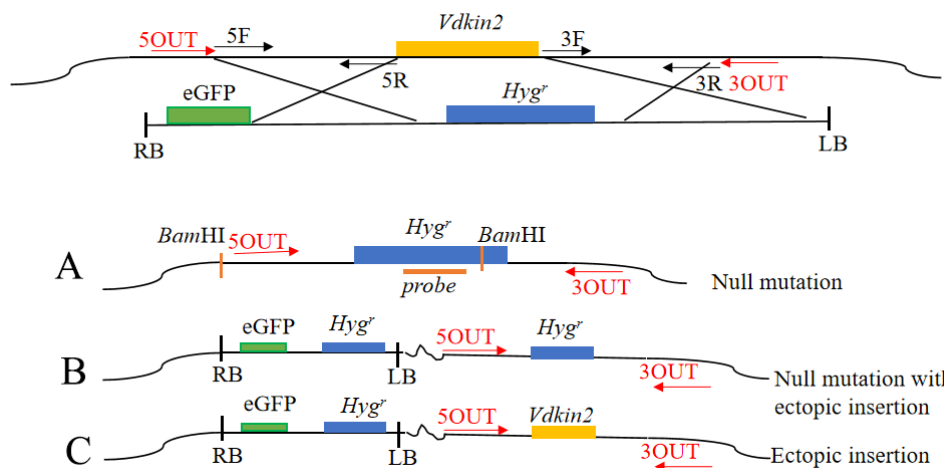 Vdkin2
5OUT 5F 3F
5R 3R 3OUT
eGFP Hygʳ
RB LB
Hygʳ
BamHI 5OUT BamHI
A
probe 3OUT Null mutation
eGFP Hygʳ 5OUT Hygʳ
B RB LB 3OUT Null mutation with
ectopic insertion
eGFP Hygʳ 5OUT Vdkin2
C RB LB 3OUT Ectopic insertion